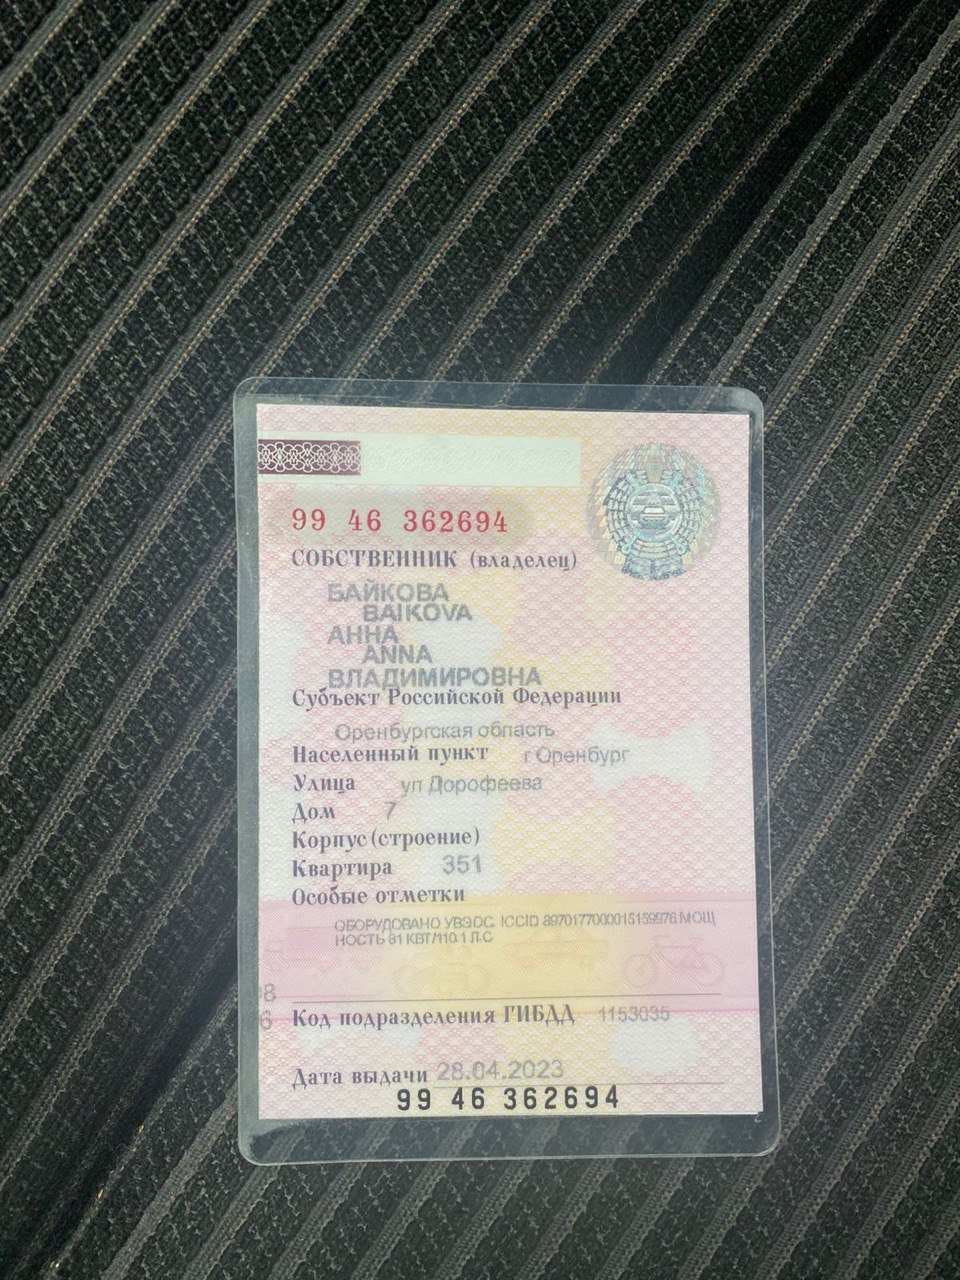 99 46 362694
СОБСТВЕННИК (владелец)
БАЙКОВА
BAIKOVA
АННА
ANNA
ВЛАДИМИРОВНА
Субъект Российской Федерации
Оренбургская область
Населенный пункт г Оренбург
Улица ул Дорофеева
Дом 7
Корпус (строение)
Квартира 351
Особые отметки
ОБОРУДОВАНО УВЭОС. ICCID 8970177000015159976 МОЩ
НОСТЬ 81 КВТ/110.1 Л.С
Код подразделения ГИБДД 1153035
Дата выдачи 28.04.2023
99 46 362694